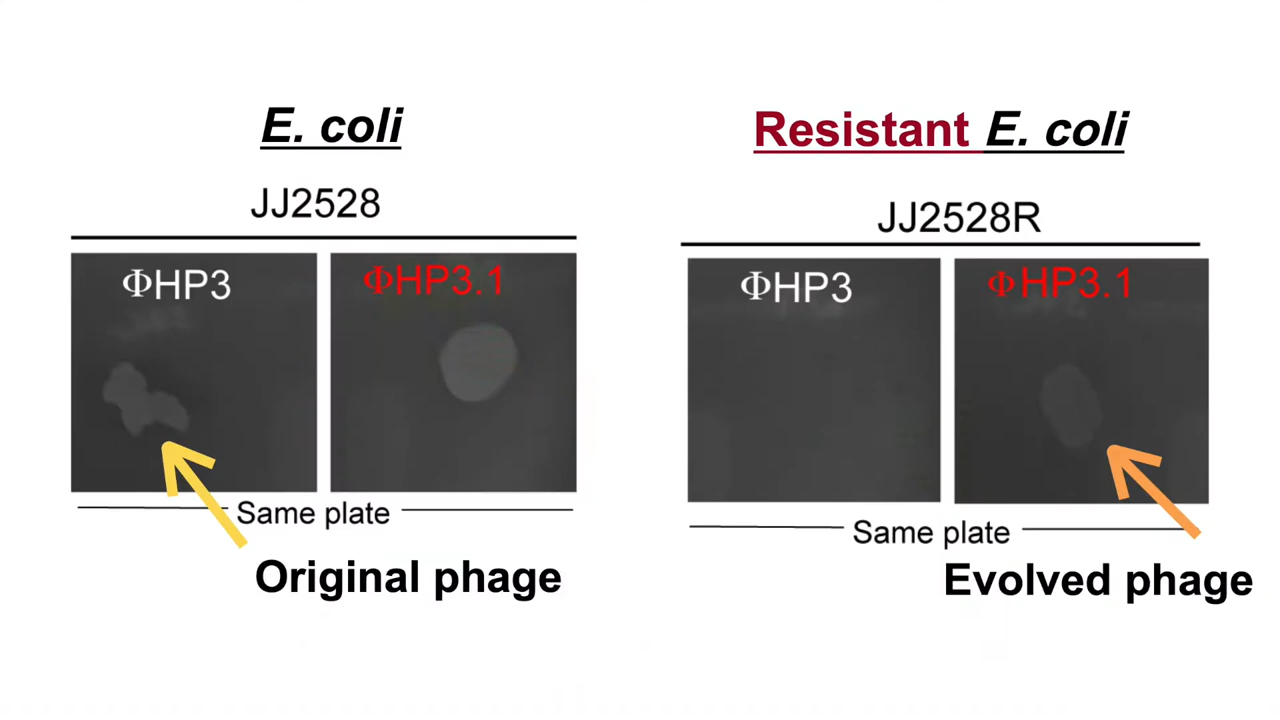 E. coli
JJ2528
ΦHP3
ΦHP3.1
Same plate
Original phage
Resistant E. coli
JJ2528R
ΦHP3
ΦHP3.1
Same plate
Evolved phage